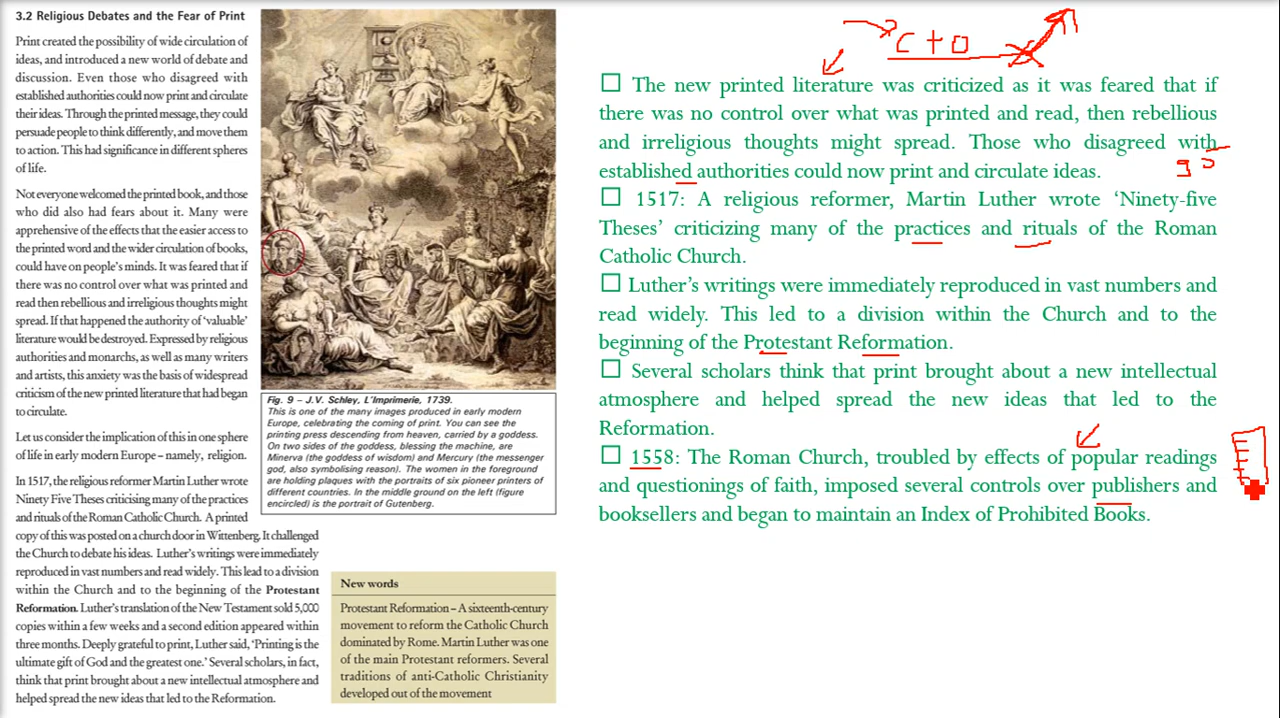 3.2 Religious Debates and the Fear of Print
Print created the possibility of wide circulation of
ideas, and introduced a new world of debate and
discussion. Even those who disagreed with
established authorities could now print and circulate
their ideas. Through the printed message, they could
persuade people to think differently, and move them
to action. This had significance in different spheres
of life.
Not everyone welcomed the printed book, and those
who did also had fears about it. Many were
apprehensive of the effects that the easier access to
the printed word and the wider circulation of books,
could have on people's minds. It was feared that if
there was no control over what was printed and
read then rebellious and irreligious thoughts might
spread. If that happened the authority of 'valuable'
literature would be destroyed. Expressed by religious
authorities and monarchs, as well as many writers
and artists, this anxiety was the basis of widespread
criticism of the new printed literature that had began
to circulate.
Let us consider the implication of this in one sphere
of life in early modern Europe – namely, religion.
In 1517, the religious reformer Martin Luther wrote
Ninety Five Theses criticising many of the practices
and rituals of the Roman Catholic Church. A printed
copy of this was posted on a church door in Wittenberg. It challenged
the Church to debate his ideas. Luther's writings were immediately
reproduced in vast numbers and read widely. This lead to a division
within the Church and to the beginning of the Protestant
Reformation. Luther's translation of the New Testament sold 5,000
copies within a few weeks and a second edition appeared within
three months. Deeply grateful to print, Luther said, 'Printing is the
ultimate gift of God and the greatest one.' Several scholars, in fact,
think that print brought about a new intellectual atmosphere and
helped spread the new ideas that led to the Reformation.
Fig. 9 – J.V. Schley, L'Imprimerie, 1739.
This is one of the many images produced in early modern
Europe, celebrating the coming of print. You can see the
printing press descending from heaven, carried by a goddess.
On two sides of the goddess, blessing the machine, are
Minerva (the goddess of wisdom) and Mercury (the messenger
god, also symbolising reason). The women in the foreground
are holding plaques with the portraits of six pioneer printers of
different countries. In the middle ground on the left (figure
encircled) is the portrait of Gutenberg.
New words
Protestant Reformation – A sixteenth-century
movement to reform the Catholic Church
dominated by Rome. Martin Luther was one
of the main Protestant reformers. Several
traditions of anti-Catholic Christianity
developed out of the movement
C + O
☐ The new printed literature was criticized as it was feared that if
there was no control over what was printed and read, then rebellious
and irreligious thoughts might spread. Those who disagreed with
established authorities could now print and circulate ideas.
95
☐ 1517: A religious reformer, Martin Luther wrote 'Ninety-five
Theses' criticizing many of the practices and rituals of the Roman
Catholic Church.
☐ Luther's writings were immediately reproduced in vast numbers and
read widely. This led to a division within the Church and to the
beginning of the Protestant Reformation.
☐ Several scholars think that print brought about a new intellectual
atmosphere and helped spread the new ideas that led to the
Reformation.
☐ 1558: The Roman Church, troubled by effects of popular readings
and questionings of faith, imposed several controls over publishers and
booksellers and began to maintain an Index of Prohibited Books.